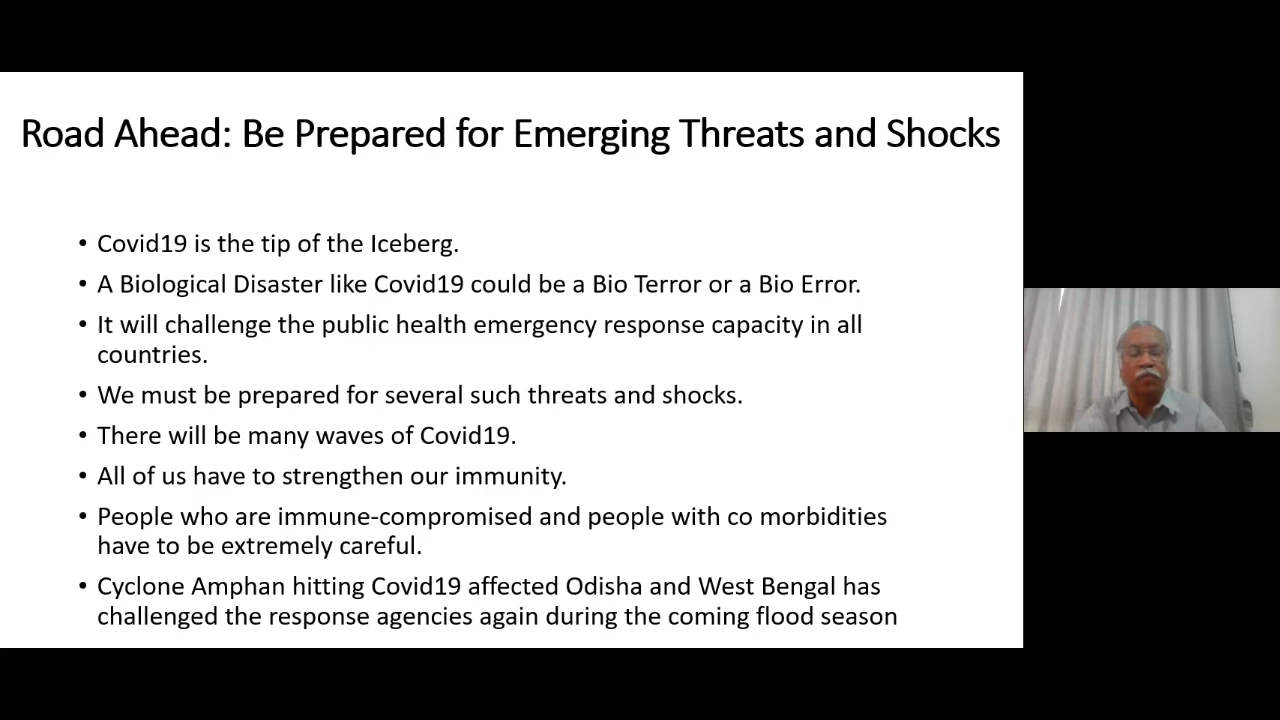 Road Ahead: Be Prepared for Emerging Threats and Shocks
• Covid19 is the tip of the Iceberg.
• A Biological Disaster like Covid19 could be a Bio Terror or a Bio Error.
• It will challenge the public health emergency response capacity in all
countries.
• We must be prepared for several such threats and shocks.
• There will be many waves of Covid19.
• All of us have to strengthen our immunity.
• People who are immune-compromised and people with co morbidities
have to be extremely careful.
• Cyclone Amphan hitting Covid19 affected Odisha and West Bengal has
challenged the response agencies again during the coming flood season